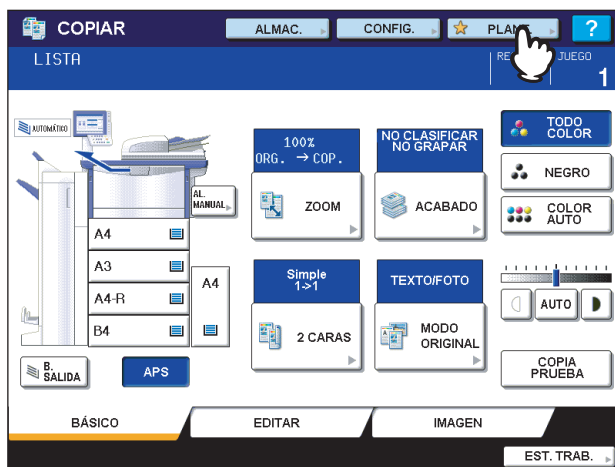 COPIAR
ALMAC.
CONFIG.
?
LISTA
JUEGO
1
AUTOMÁTICO
100%
ORG. → COP.
NO CLASIFICAR
NO GRAPAR
TODO
COLOR
ZOOM
ACABADO
NEGRO
AL.
MANUAL
COLOR
AUTO
A4
A3
A4-R
B4
A4
Simple
1->1
TEXTO/FOTO
2 CARAS
MODO
ORIGINAL
AUTO
B.
SALIDA
APS
COPIA
PRUEBA
BÁSICO
EDITAR
IMAGEN
EST. TRAB.